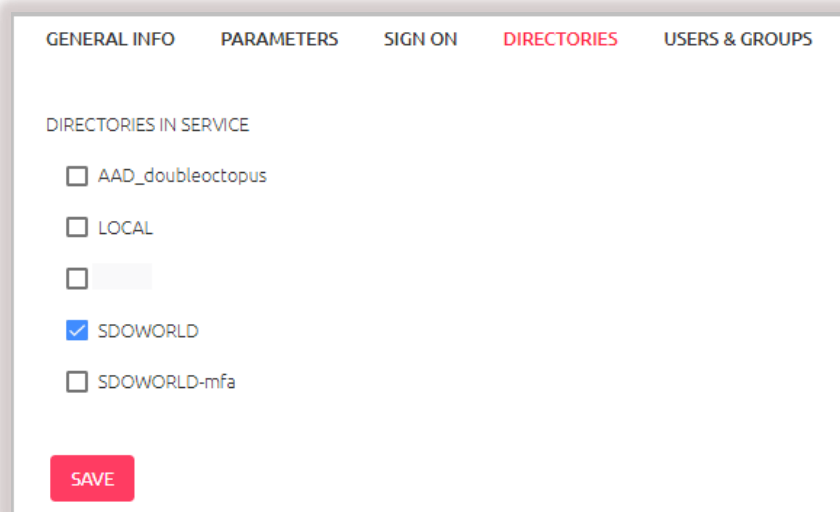 GENERAL INFO PARAMETERS SIGN ON DIRECTORIES USERS & GROUPS
DIRECTORIES IN SERVICE
AAD_doubleoctopus
LOCAL
SDOWORLD
SDOWORLD-mfa
SAVE